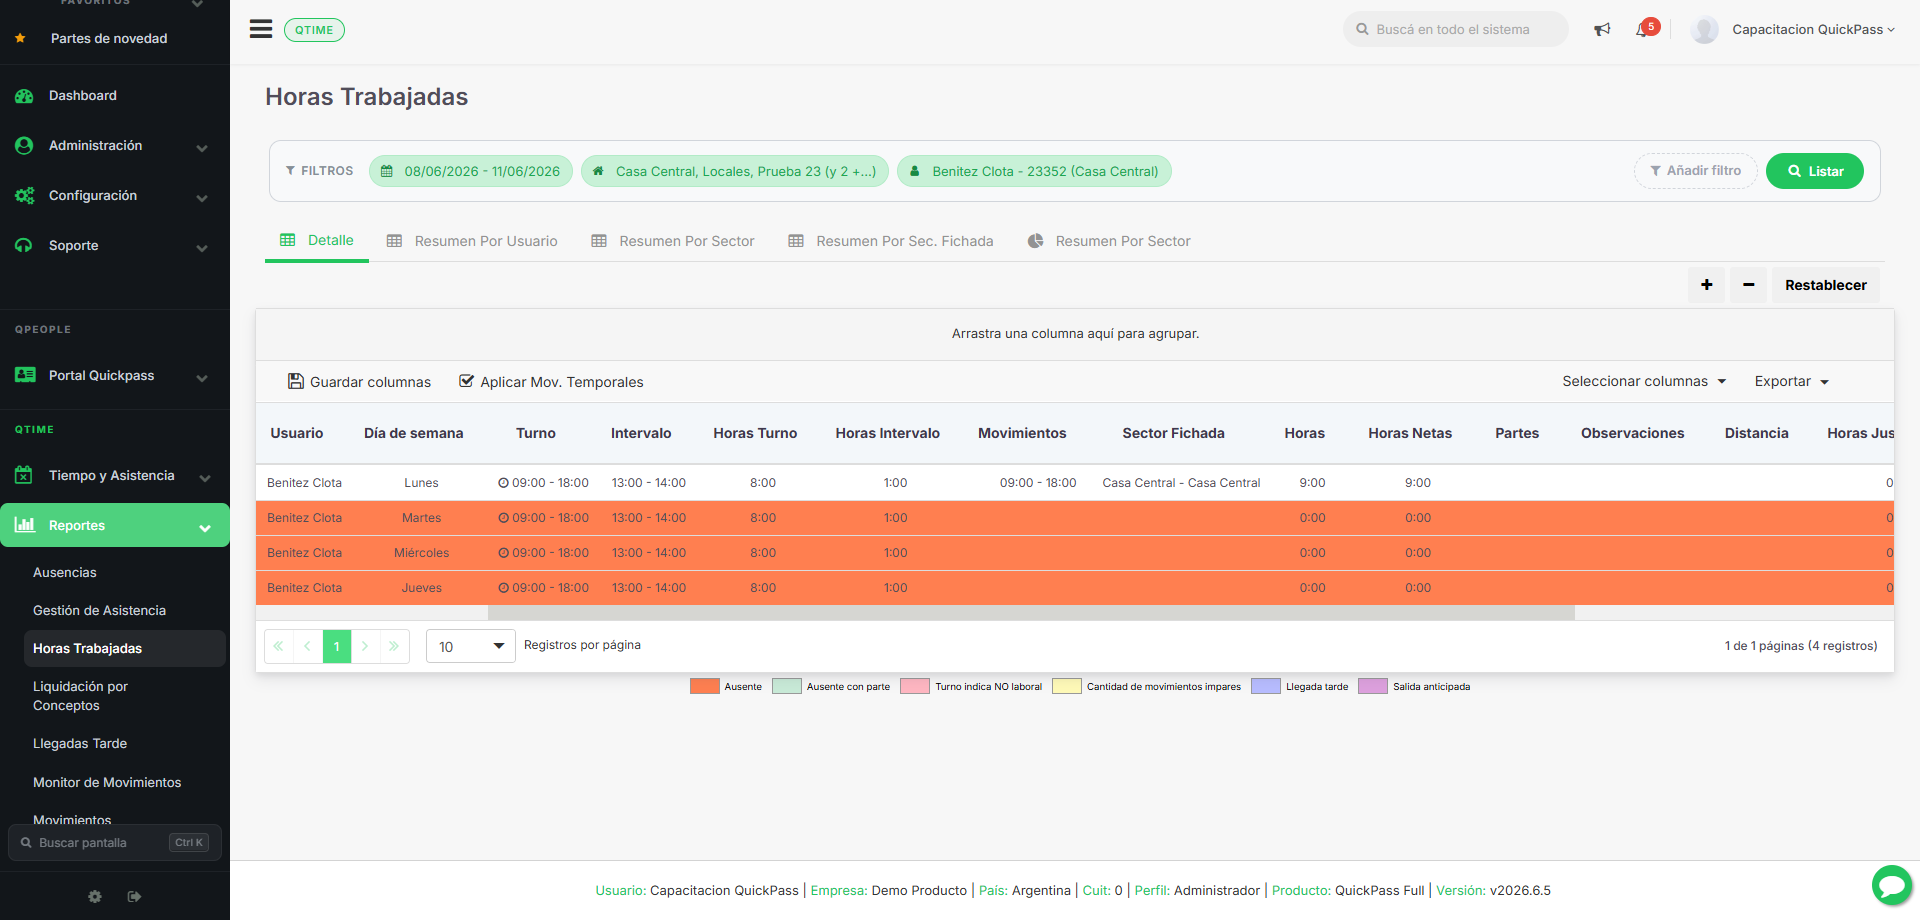 FAVORITOS
Partes de novedad
Dashboard
Administración
Configuración
Soporte
QPEOPLE
Portal Quickpass
QTIME
Tiempo y Asistencia
Reportes
Ausencias
Gestión de Asistencia
Horas Trabajadas
Liquidación por
Conceptos
Llegadas Tarde
Monitor de Movimientos
Movimientos
Buscar pantalla Ctrl K
QTIME
Buscá en todo el sistema
5
Capacitacion QuickPass
Horas Trabajadas
FILTROS 08/06/2026 - 11/06/2026 Casa Central, Locales, Prueba 23 (y 2 +...) Benitez Clota - 23352 (Casa Central) Añadir filtro Listar
Detalle Resumen Por Usuario Resumen Por Sector Resumen Por Sec. Fichada Resumen Por Sector
+ − Restablecer
Arrastra una columna aquí para agrupar.
Guardar columnas Aplicar Mov. Temporales Seleccionar columnas Exportar
Usuario Día de semana Turno Intervalo Horas Turno Horas Intervalo Movimientos Sector Fichada Horas Horas Netas Partes Observaciones Distancia Horas Jus
Benitez Clota Lunes 09:00 - 18:00 13:00 - 14:00 8:00 1:00 09:00 - 18:00 Casa Central - Casa Central 9:00 9:00 0
Benitez Clota Martes 09:00 - 18:00 13:00 - 14:00 8:00 1:00 0:00 0:00 0
Benitez Clota Miércoles 09:00 - 18:00 13:00 - 14:00 8:00 1:00 0:00 0:00 0
Benitez Clota Jueves 09:00 - 18:00 13:00 - 14:00 8:00 1:00 0:00 0:00 0
« ‹ 1 › » 10 Registros por página 1 de 1 páginas (4 registros)
Ausente Ausente con parte Turno indica NO laboral Cantidad de movimientos impares Llegada tarde Salida anticipada
Usuario: Capacitacion QuickPass | Empresa: Demo Producto | País: Argentina | Cuit: 0 | Perfil: Administrador | Producto: QuickPass Full | Versión: v2026.6.5